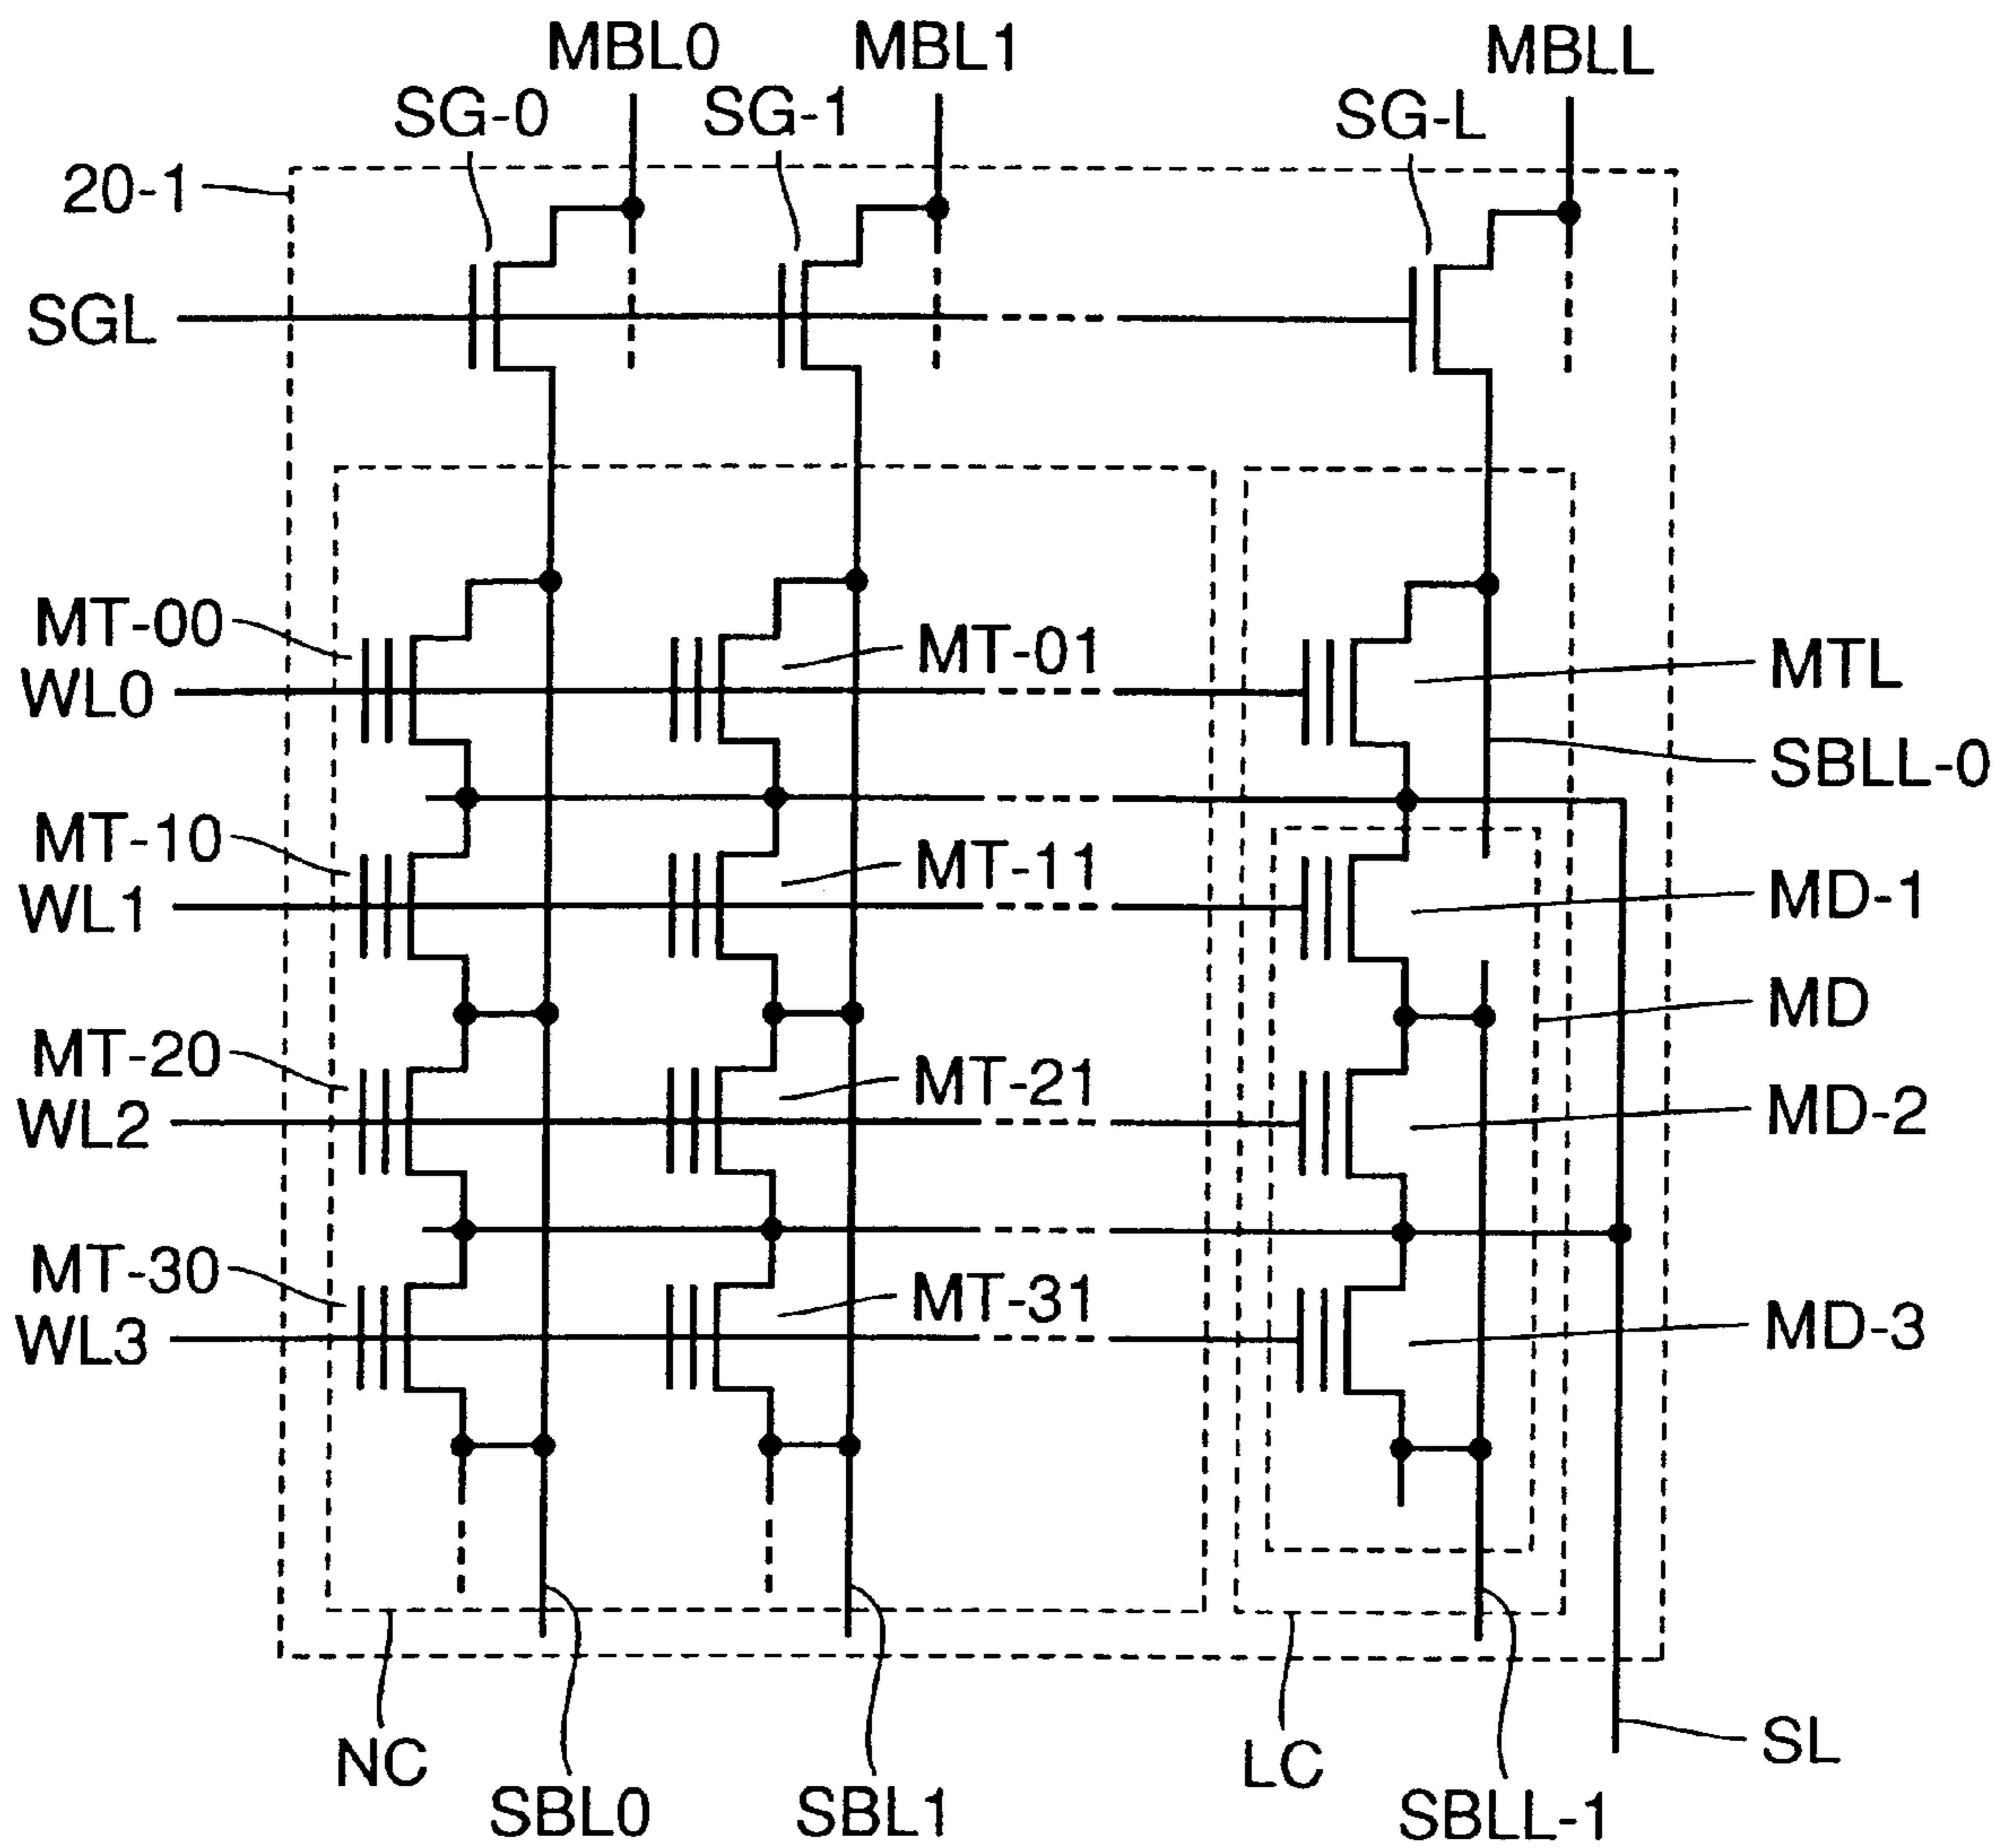 MBL0
MBL1
MBLL
SG-0
SG-1
SG-L
20-1
SGL
MT-00
MT-01
MTL
WL0
SBLL-0
MT-10
MT-11
MD-1
WL1
MD
MT-20
MT-21
MD-2
WL2
MT-30
MT-31
MD-3
WL3
NC
LC
SL
SBL0
SBL1
SBLL-1